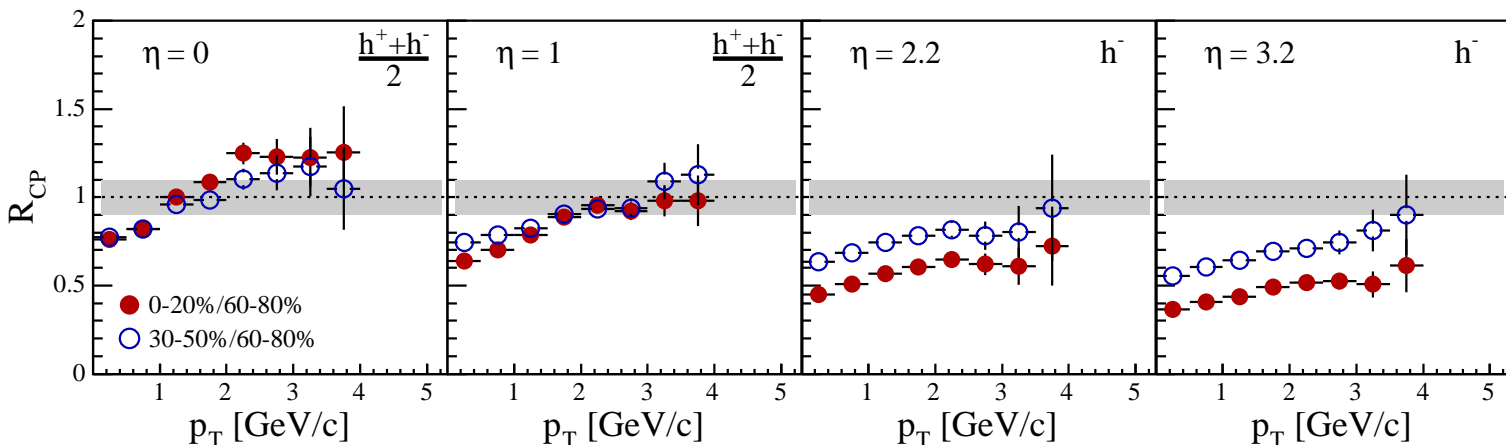 R_CP
2
1.5
1
0.5
0
η = 0
h⁺+h⁻
2
0-20%/60-80%
30-50%/60-80%
1 2 3 4 5
p_T [GeV/c]
η = 1
h⁺+h⁻
2
1 2 3 4 5
p_T [GeV/c]
η = 2.2
h⁻
1 2 3 4 5
p_T [GeV/c]
η = 3.2
h⁻
1 2 3 4 5
p_T [GeV/c]